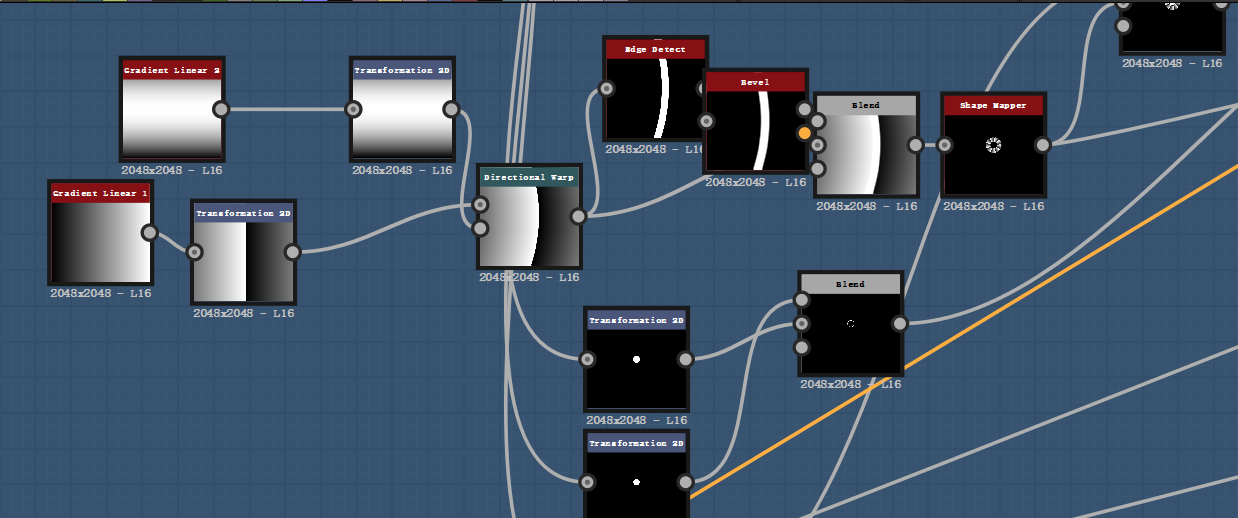 Edge Detect
Gradient Linear 2
Transformation 2D
Bevel
2048x2048 - L16
Blend
Shape Mapper
2048x2048 - L16
2048x2048 - L16
2048x2048 - L16
Directional Warp
2048x2048 - L16
Gradient Linear 1
2048x2048 - L16
2048x2048 - L16
Transformation 2D
2048x2048 - L16
2048x2048 - L16
Blend
2048x2048 - L16
2048x2048 - L16
Transformation 2D
2048x2048 - L16
2048x2048 - L16
Transformation 2D